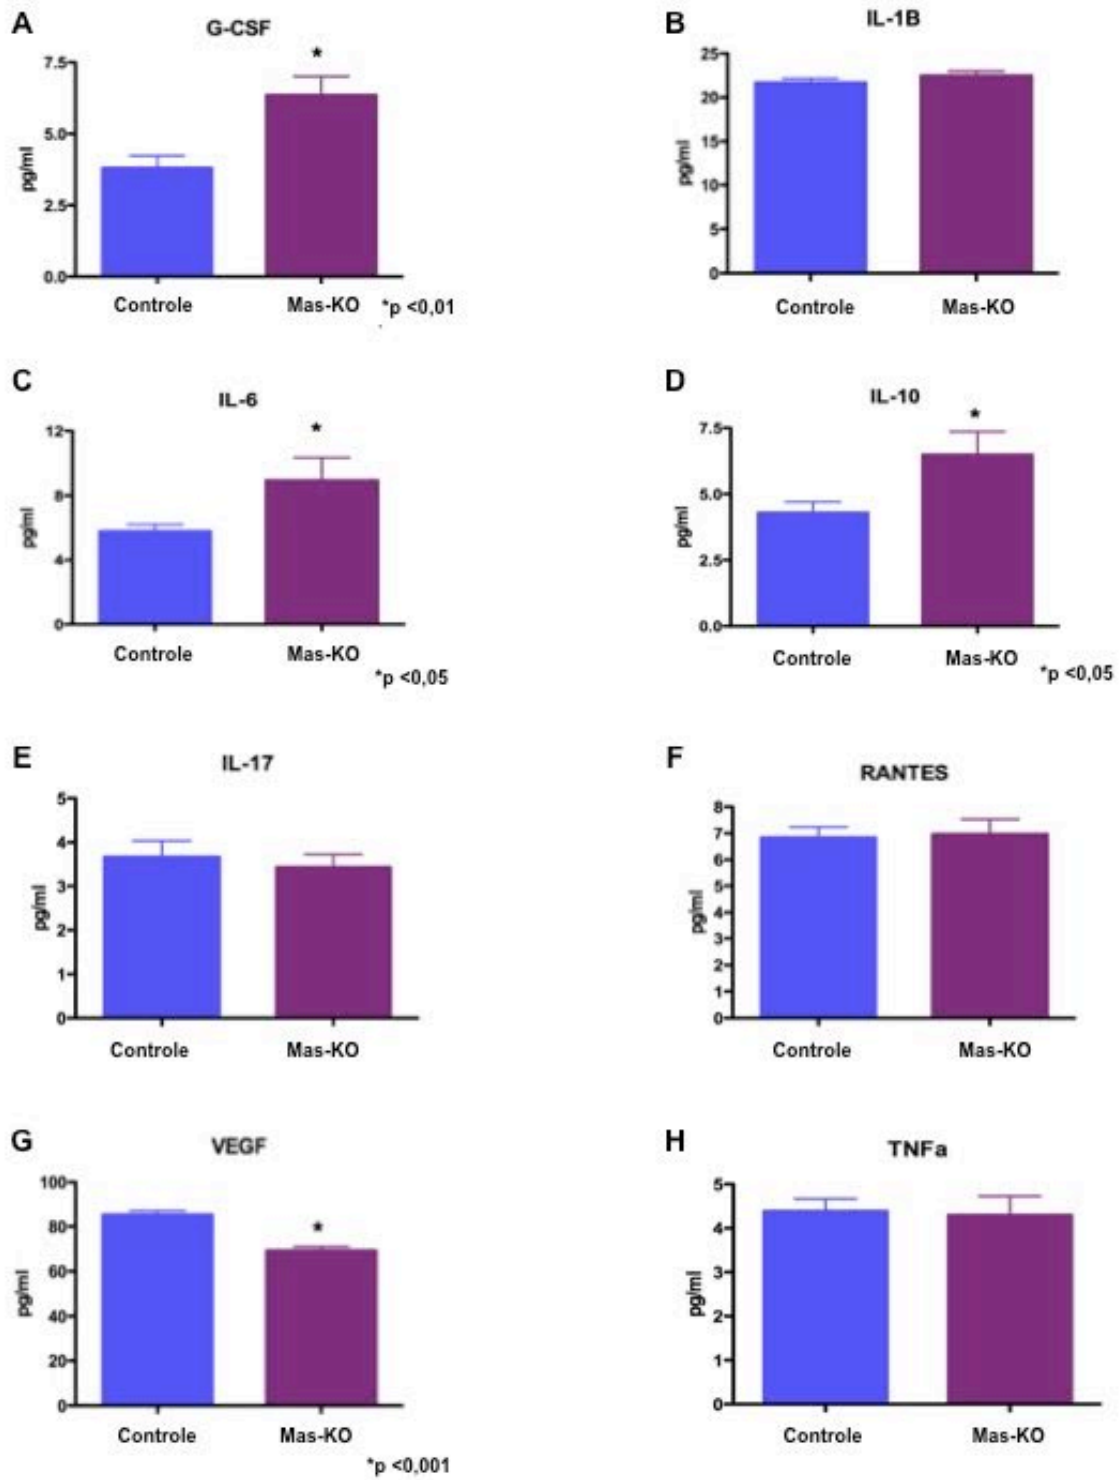 A
G-CSF
*
7.5
5.0
2.5
0.0
pg/ml
Controle
Mas-KO
*p <0,01
B
IL-1B
25
20
15
10
5
0
pg/ml
Controle
Mas-KO
C
IL-6
*
12
8
4
0
pg/ml
Controle
Mas-KO
*p <0,05
D
IL-10
*
7.5
5.0
2.5
0.0
pg/ml
Controle
Mas-KO
*p <0,05
E
IL-17
5
4
3
2
1
0
pg/ml
Controle
Mas-KO
F
RANTES
8
7
6
5
4
3
2
1
0
pg/ml
Controle
Mas-KO
G
VEGF
*
100
80
60
40
20
0
pg/ml
Controle
Mas-KO
*p <0,001
H
TNFa
5
4
3
2
1
0
pg/ml
Controle
Mas-KO